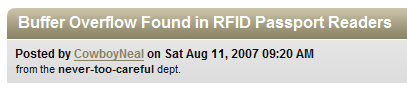 Buffer Overflow Found in RFID Passport Readers
Posted by CowboyNeal on Sat Aug 11, 2007 09:20 AM
from the never-too-careful dept.